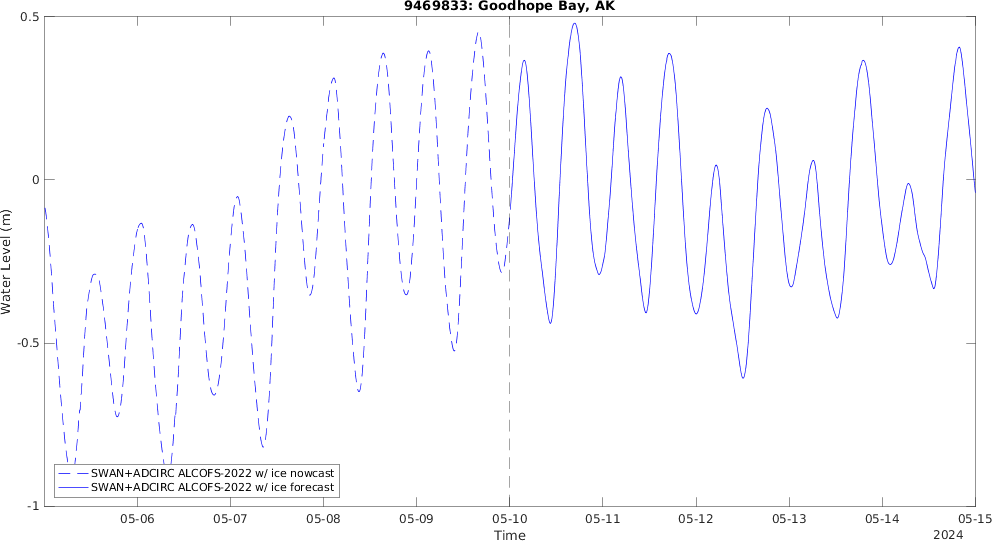 9469833: Goodhope Bay, AK
0.5
0
-0.5
-1
Water Level (m)
SWAN+ADCIRC ALCOFS-2022 w/ ice nowcast
SWAN+ADCIRC ALCOFS-2022 w/ ice forecast
05-06 05-07 05-08 05-09 05-10 05-11 05-12 05-13 05-14 05-15
Time
2024